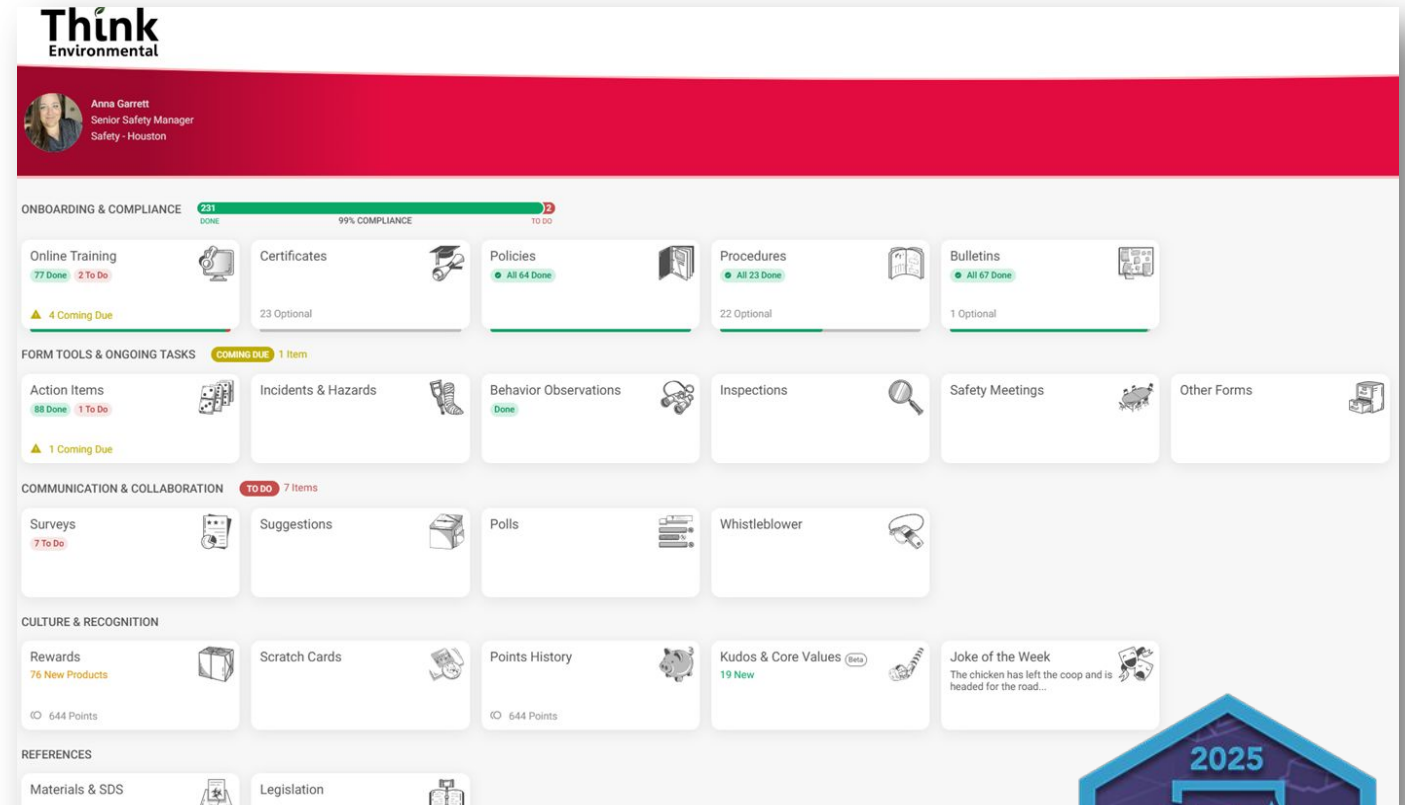 Think
Environmental
Anna Garrett
Senior Safety Manager
Safety - Houston
ONBOARDING & COMPLIANCE
231
2
DONE
99% COMPLIANCE
TO DO
Online Training
77 Done 2 To Do
4 Coming Due
Certificates
23 Optional
Policies
All 64 Done
Procedures
All 23 Done
22 Optional
Bulletins
All 67 Done
1 Optional
FORM TOOLS & ONGOING TASKS COMING DUE 1 Item
Action Items
88 Done 1 To Do
1 Coming Due
Incidents & Hazards
Behavior Observations
Done
Inspections
Safety Meetings
Other Forms
COMMUNICATION & COLLABORATION TO DO 7 Items
Surveys
7 To Do
Suggestions
Polls
Whistleblower
CULTURE & RECOGNITION
Rewards
76 New Products
644 Points
Scratch Cards
Points History
644 Points
Kudos & Core Values Beta
19 New
Joke of the Week
The chicken has left the coop and is
headed for the road...
REFERENCES
Materials & SDS
Legislation
2025